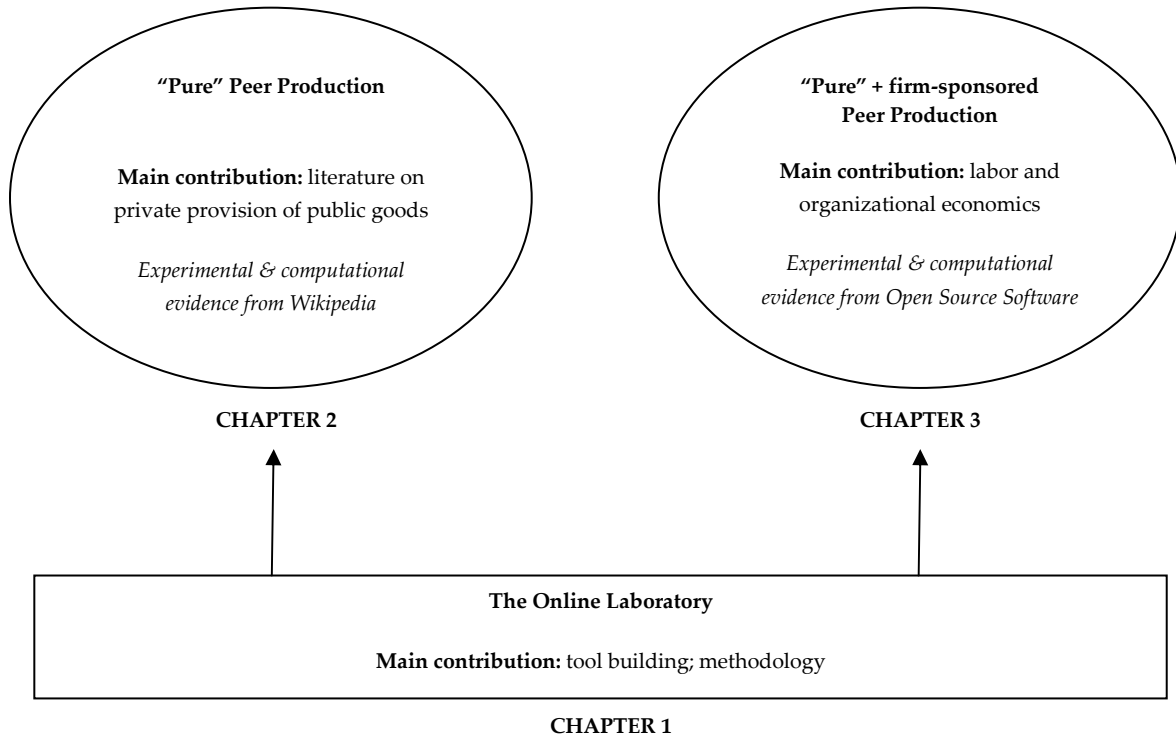 “Pure” Peer Production
Main contribution: literature on
private provision of public goods
Experimental & computational
evidence from Wikipedia
CHAPTER 2
“Pure” + firm-sponsored
Peer Production
Main contribution: labor and
organizational economics
Experimental & computational
evidence from Open Source Software
CHAPTER 3
The Online Laboratory
Main contribution: tool building; methodology
CHAPTER 1